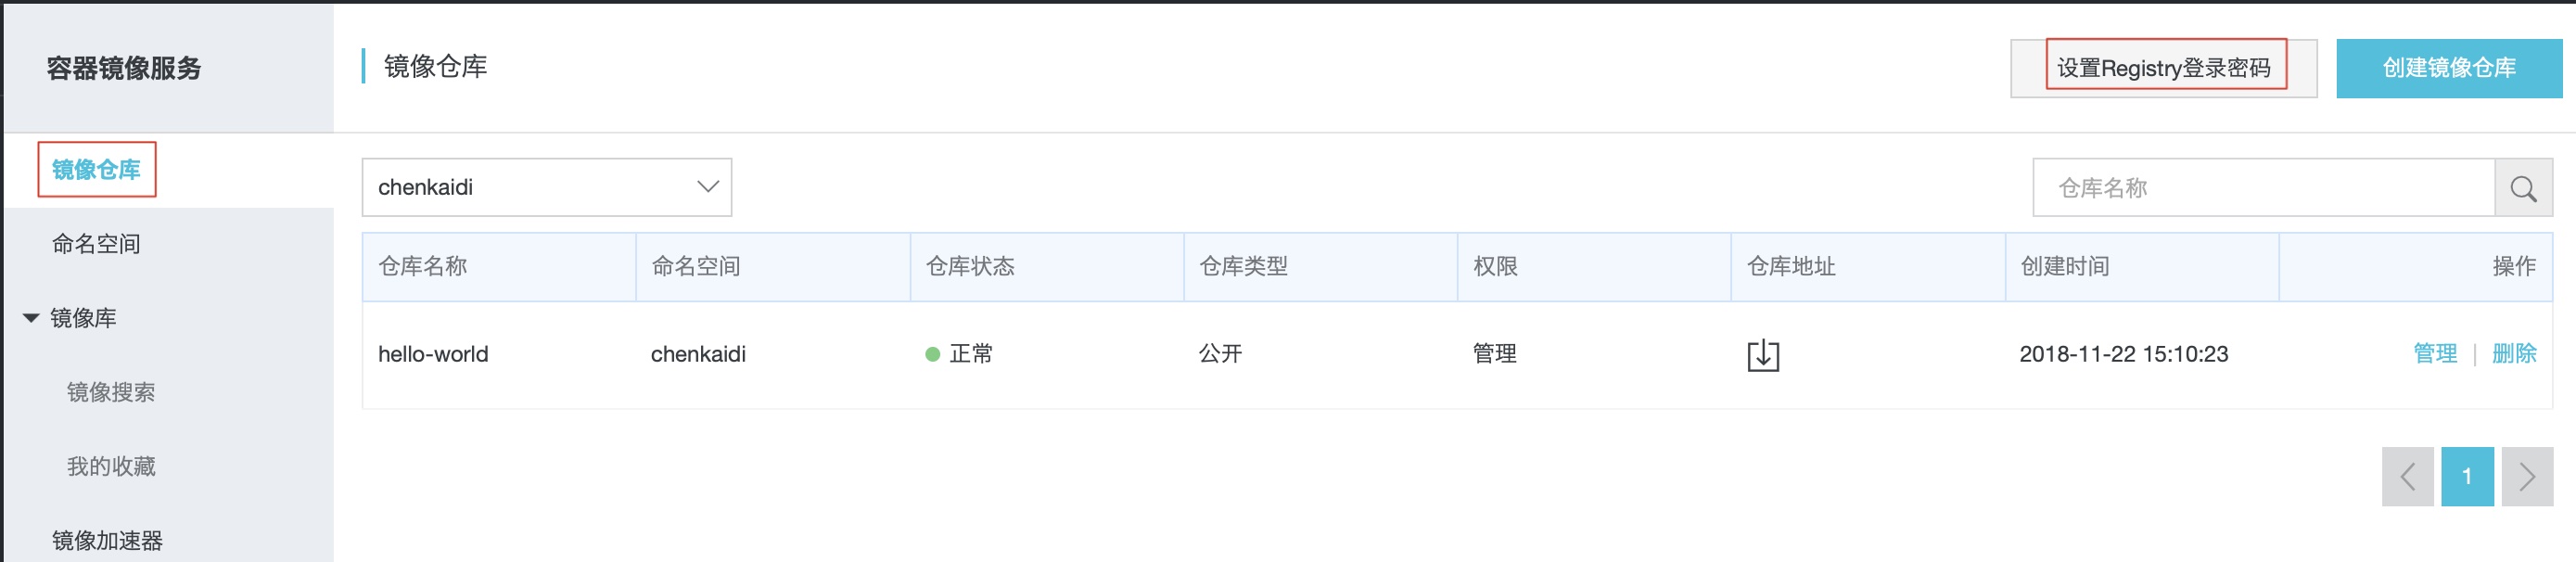 容器镜像服务
镜像仓库
设置Registry登录密码
创建镜像仓库
镜像仓库
命名空间
镜像库
镜像搜索
我的收藏
镜像加速器
chenkaidi
仓库名称
仓库名称 命名空间 仓库状态 仓库类型 权限 仓库地址 创建时间 操作
hello-world chenkaidi 正常 公开 管理 2018-11-22 15:10:23 管理 | 删除
1